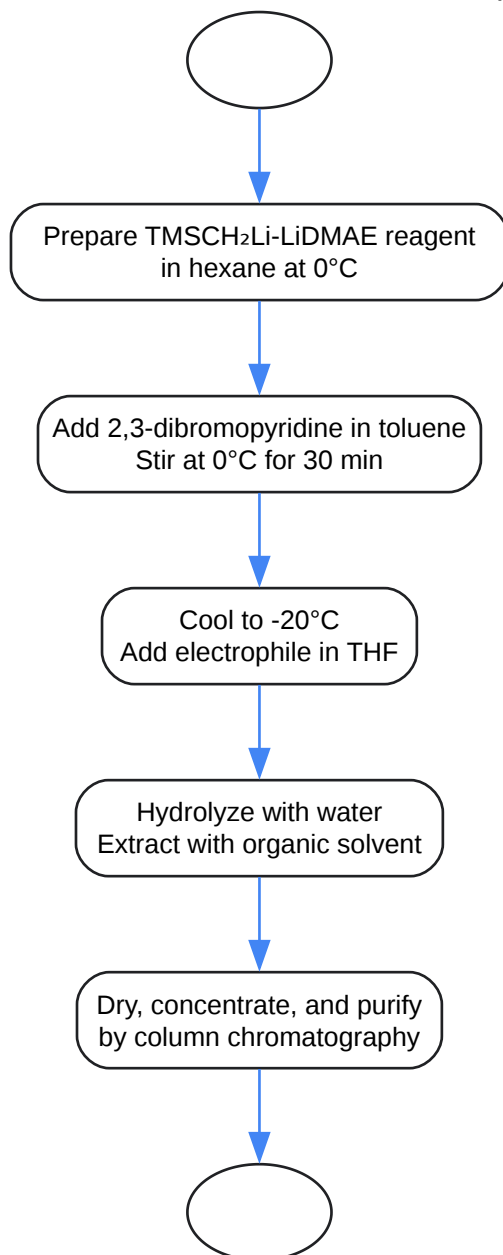 Prepare TMSCH₂Li-LiDMAE reagent
in hexane at 0°C
Add 2,3-dibromopyridine in toluene
Stir at 0°C for 30 min
Cool to -20°C
Add electrophile in THF
Hydrolyze with water
Extract with organic solvent
Dry, concentrate, and purify
by column chromatography